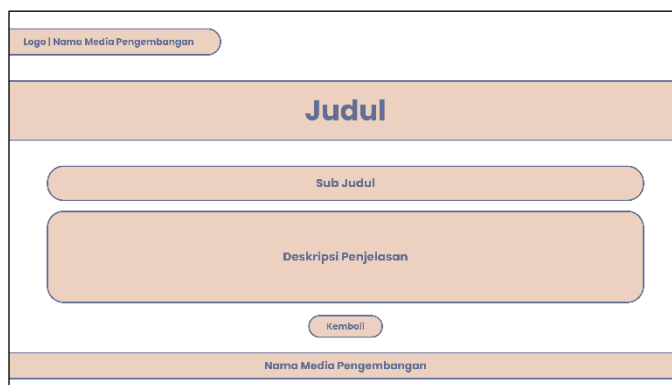 Logo | Nama Media Pengembangan
Judul
Sub Judul
Deskripsi Penjelasan
Kembali
Nama Media Pengembangan